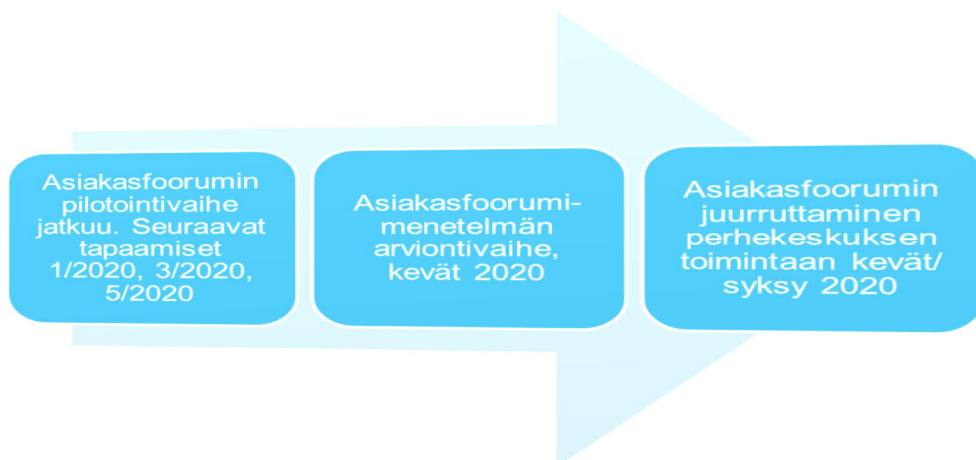 Asiakasfoorumin
pilotointivaihe
jatkuu. Seuraavat
tapaamiset
1/2020, 3/2020,
5/2020
Asiakasfoorumi-
menetelmän
arviontivaihe,
kevät 2020
Asiakasfoorumin
juurruttaminen
perhekeskuksen
toimintaan kevät/
syksy 2020